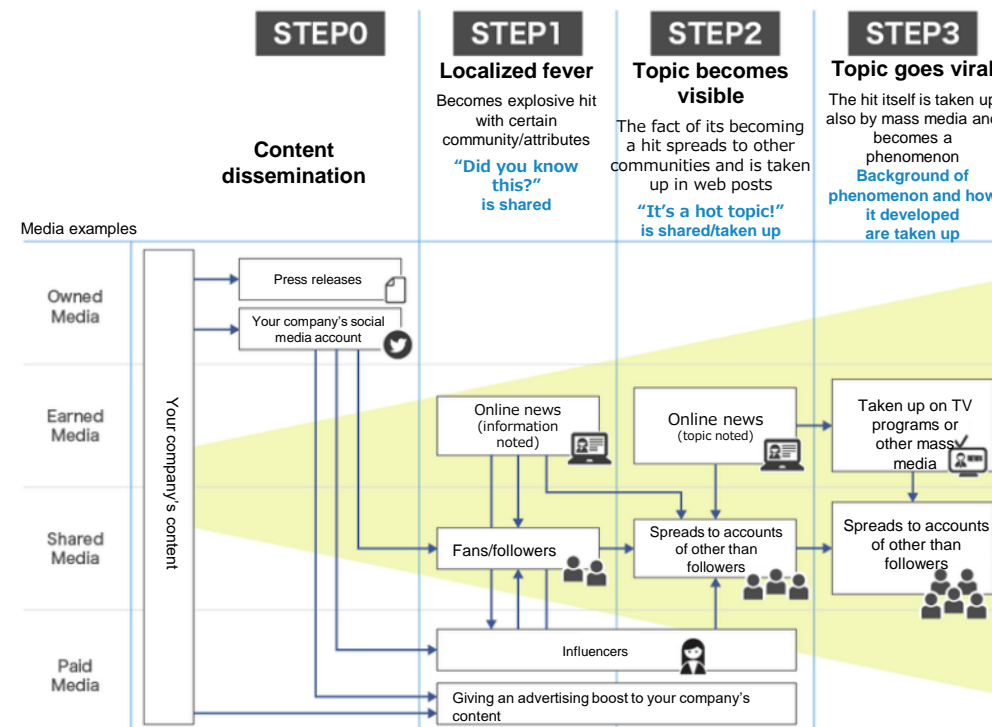 STEP0
STEP1
STEP2
STEP3
Content
dissemination
Localized fever
Becomes explosive hit
with certain
community/attributes
“Did you know
this?”
is shared
Topic becomes
visible
The fact of its becoming
a hit spreads to other
communities and is taken
up in web posts
“It’s a hot topic!”
is shared/taken up
Topic goes viral
The hit itself is taken up
also by mass media and
becomes a
phenomenon
Background of
phenomenon and how
it developed
are taken up
Media examples
Owned
Media
Earned
Media
Shared
Media
Paid
Media
Your company’s content
Press releases
Your company’s social
media account
Online news
(information
noted)
Online news
(topic noted)
Taken up on TV
programs or
other mass
media
NEWS
Fans/followers
Spreads to accounts
of other than
followers
Spreads to accounts
of other than
followers
Influencers
Giving an advertising boost to your company’s
content